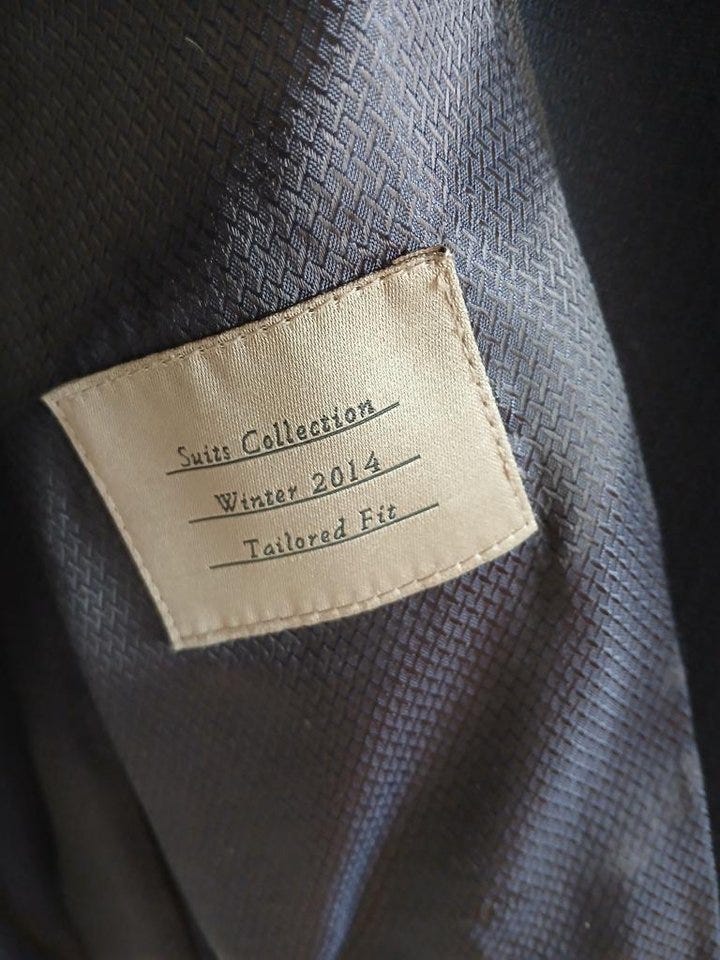 Suits Collection
Winter 2014
Tailored Fit